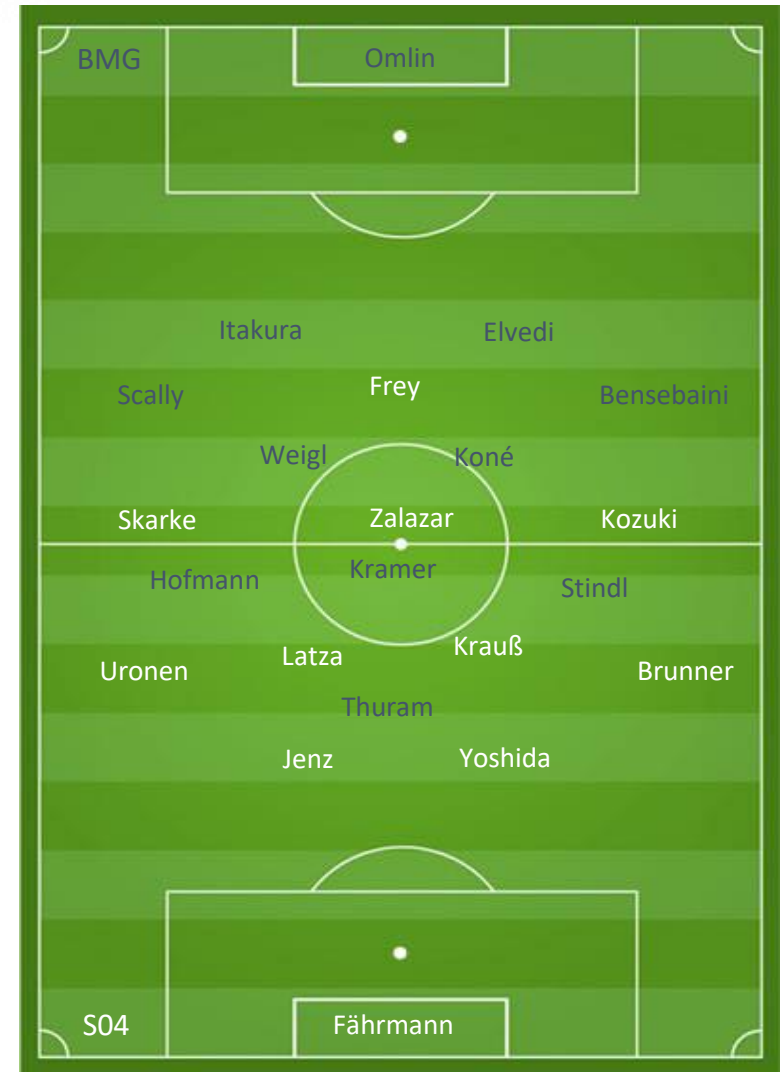 BMG
Omlin
Itakura
Elvedi
Frey
Scally
Bensebaini
Weigl
Koné
Skarke
Zalazar
Kozuki
Hofmann
Kramer
Stindl
Uronen
Latza
Krauß
Brunner
Thuram
Jenz
Yoshida
S04
Fährmann